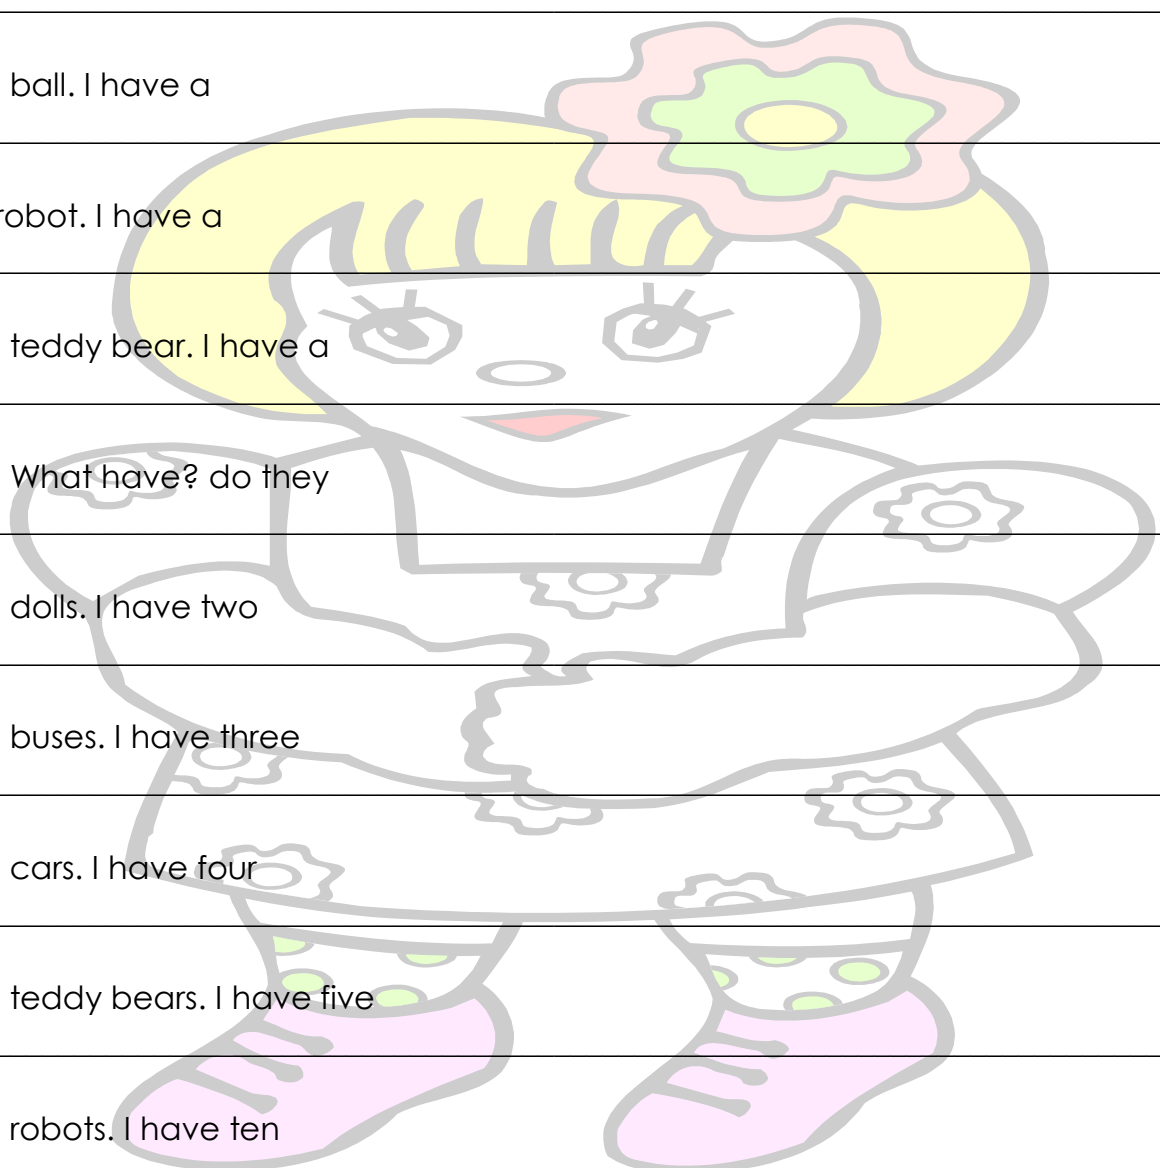 ball. I have a
robot. I have a
teddy bear. I have a
What have? do they
dolls. I have two
buses. I have three
cars. I have four
teddy bears. I have five
robots. I have ten